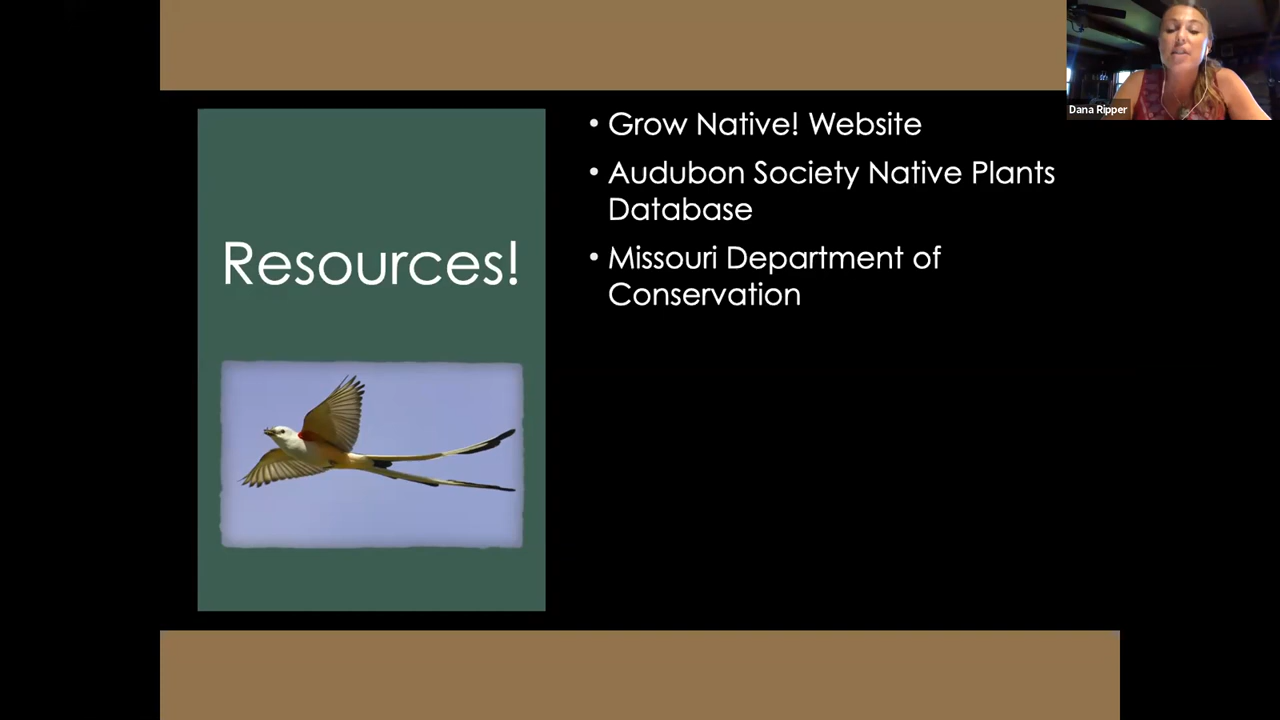 Resources!
• Grow Native! Website
• Audubon Society Native Plants
Database
• Missouri Department of
Conservation
Dana Ripper